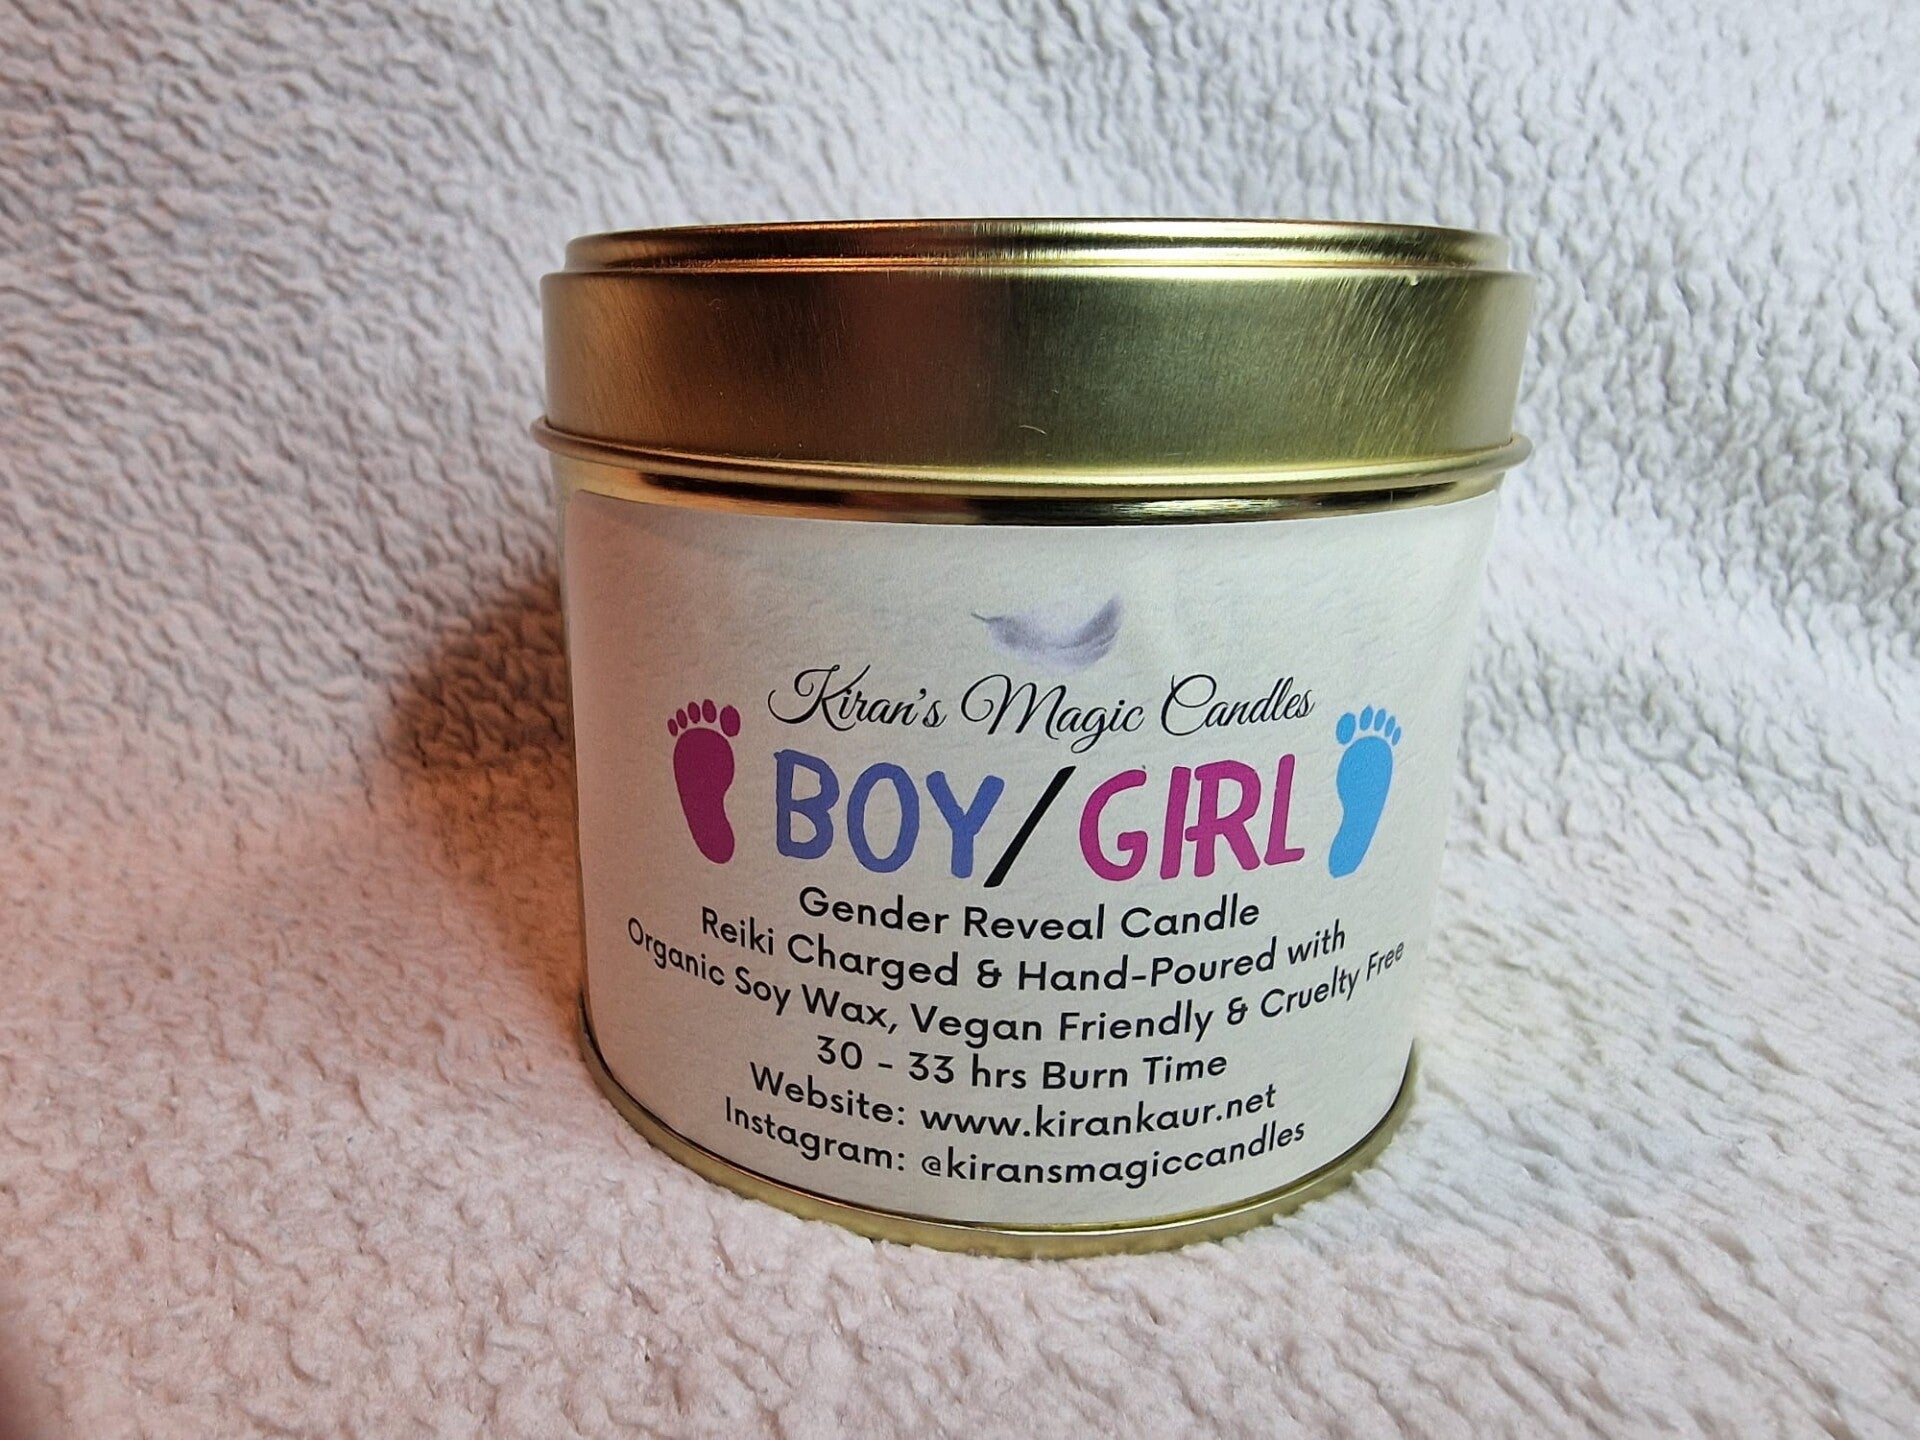 Kiran's Magic Candles
BOY/GIRL
Gender Reveal Candle
Reiki Charged & Hand-Poured with
Organic Soy Wax, Vegan Friendly & Cruelty Free
30 - 33 hrs Burn Time
Website: www.kirankaur.net
Instagram: @kiransmagiccandles